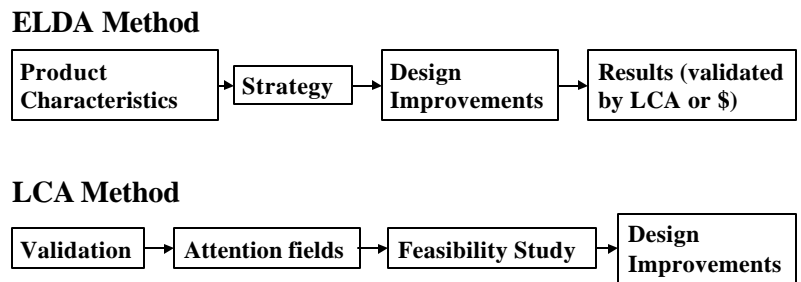 ELDA Method
Product
Characteristics
Strategy
Design
Improvements
Results (validated
by LCA or $)
LCA Method
Validation
Attention fields
Feasibility Study
Design
Improvements